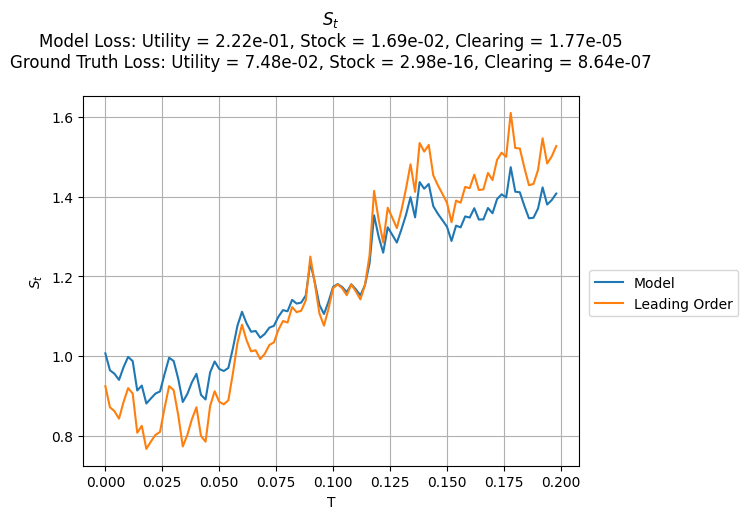 S_t
Model Loss: Utility = 2.22e-01, Stock = 1.69e-02, Clearing = 1.77e-05
Ground Truth Loss: Utility = 7.48e-02, Stock = 2.98e-16, Clearing = 8.64e-07
1.6
1.4
1.2
1.0
0.8
S_t
0.000
0.025
0.050
0.075
0.100
0.125
0.150
0.175
0.200
T
Model
Leading Order